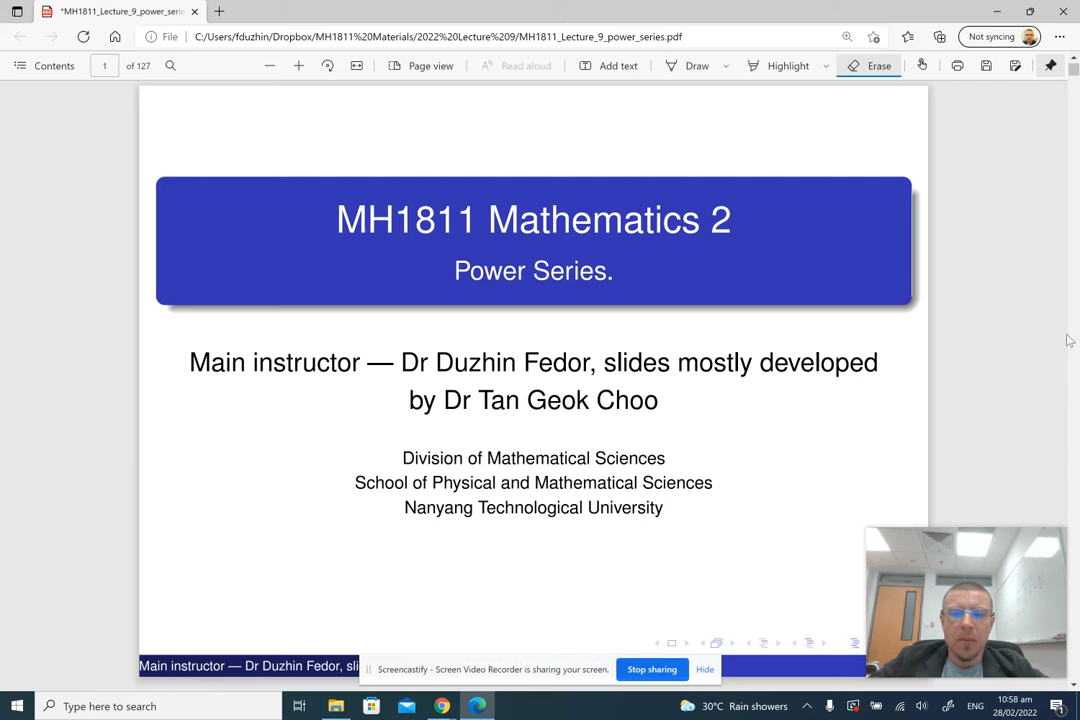 *MH1811_Lecture_9_power_serie
File
C:/Users/fduzhin/Dropbox/MH1811%20Materials/2022%20Lecture%209/MH1811_Lecture_9_power_series.pdf
Not syncing
Contents
1
of 127
Page view
Read aloud
Add text
Draw
Highlight
Erase
MH1811 Mathematics 2
Power Series.
Main instructor — Dr Duzhin Fedor, slides mostly developed
by Dr Tan Geok Choo
Division of Mathematical Sciences
School of Physical and Mathematical Sciences
Nanyang Technological University
Main instructor — Dr Duzhin Fedor, sli
Screencastify - Screen Video Recorder is sharing your screen.
Stop sharing
Hide
Type here to search
30°C Rain showers
ENG
10:58 am
28/02/2022
1